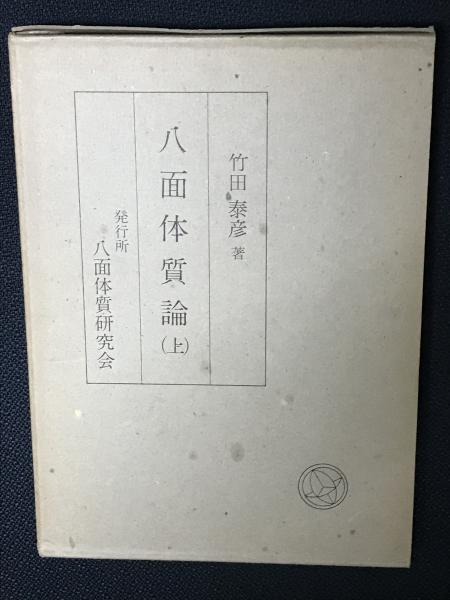 竹田泰彦 著
八面体質論(上)
発行所
八面体質研究会